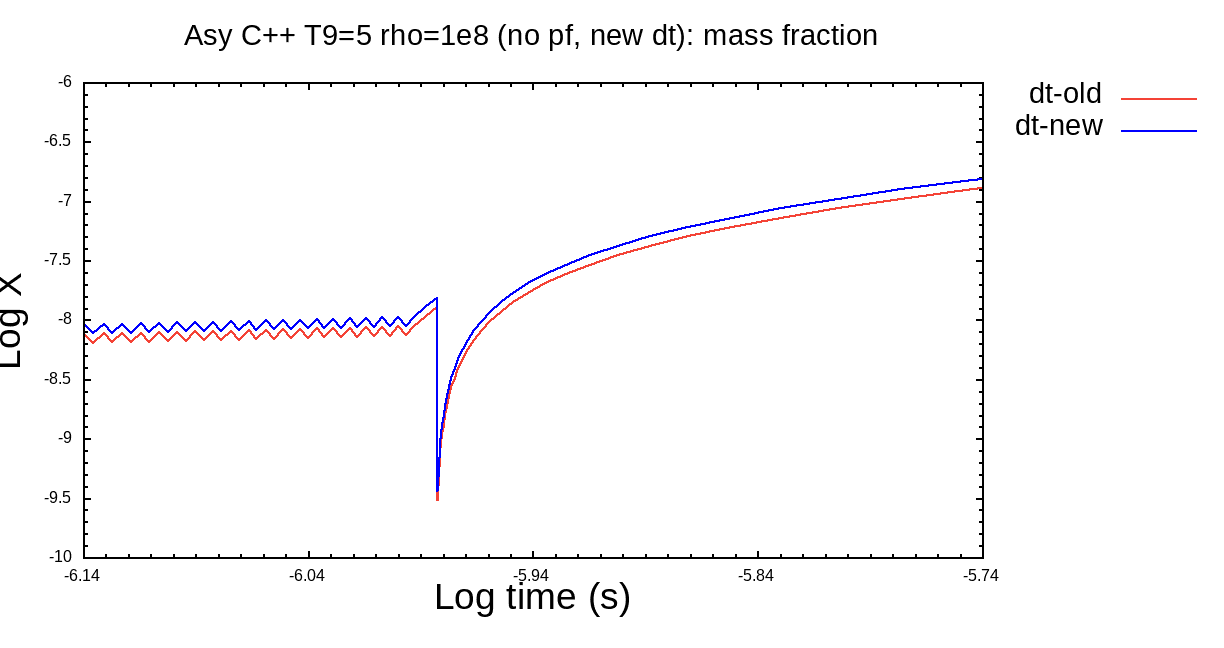 Asy C++ T9=5 rho=1e8 (no pf, new dt): mass fraction
dt-old
dt-new
Log X
-6
-6.5
-7
-7.5
-8
-8.5
-9
-9.5
-10
-6.14 -6.04 -5.94 -5.84 -5.74
Log time (s)